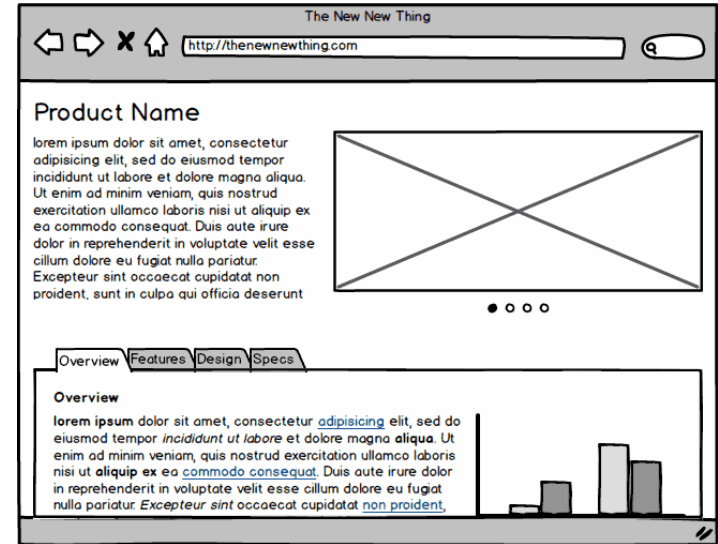 The New New Thing
http://thenewnewthing.com
Product Name
lorem ipsum dolor sit amet, consectetur
adipisicing elit, sed do eiusmod tempor
incididunt ut labore et dolore magna aliqua.
Ut enim ad minim veniam, quis nostrud
exercitation ullamco laboris nisi ut aliquip ex
ea commodo consequat. Duis aute irure
dolor in reprehenderit in voluptate velit esse
cillum dolore eu fugiat nulla pariatur.
Excepteur sint occaecat cupidatat non
proident, sunt in culpa qui officia deserunt
Overview Features Design Specs
Overview
lorem ipsum dolor sit amet, consectetur adipisicing elit, sed do
eiusmod tempor incididunt ut labore et dolore magna aliqua. Ut
enim ad minim veniam, quis nostrud exercitation ullamco laboris
nisi ut aliquip ex ea commodo consequat. Duis aute irure dolor
in reprehenderit in voluptate velit esse cillum dolore eu fugiat
nulla pariatur. Excepteur sint occaecat cupidatat non proident,